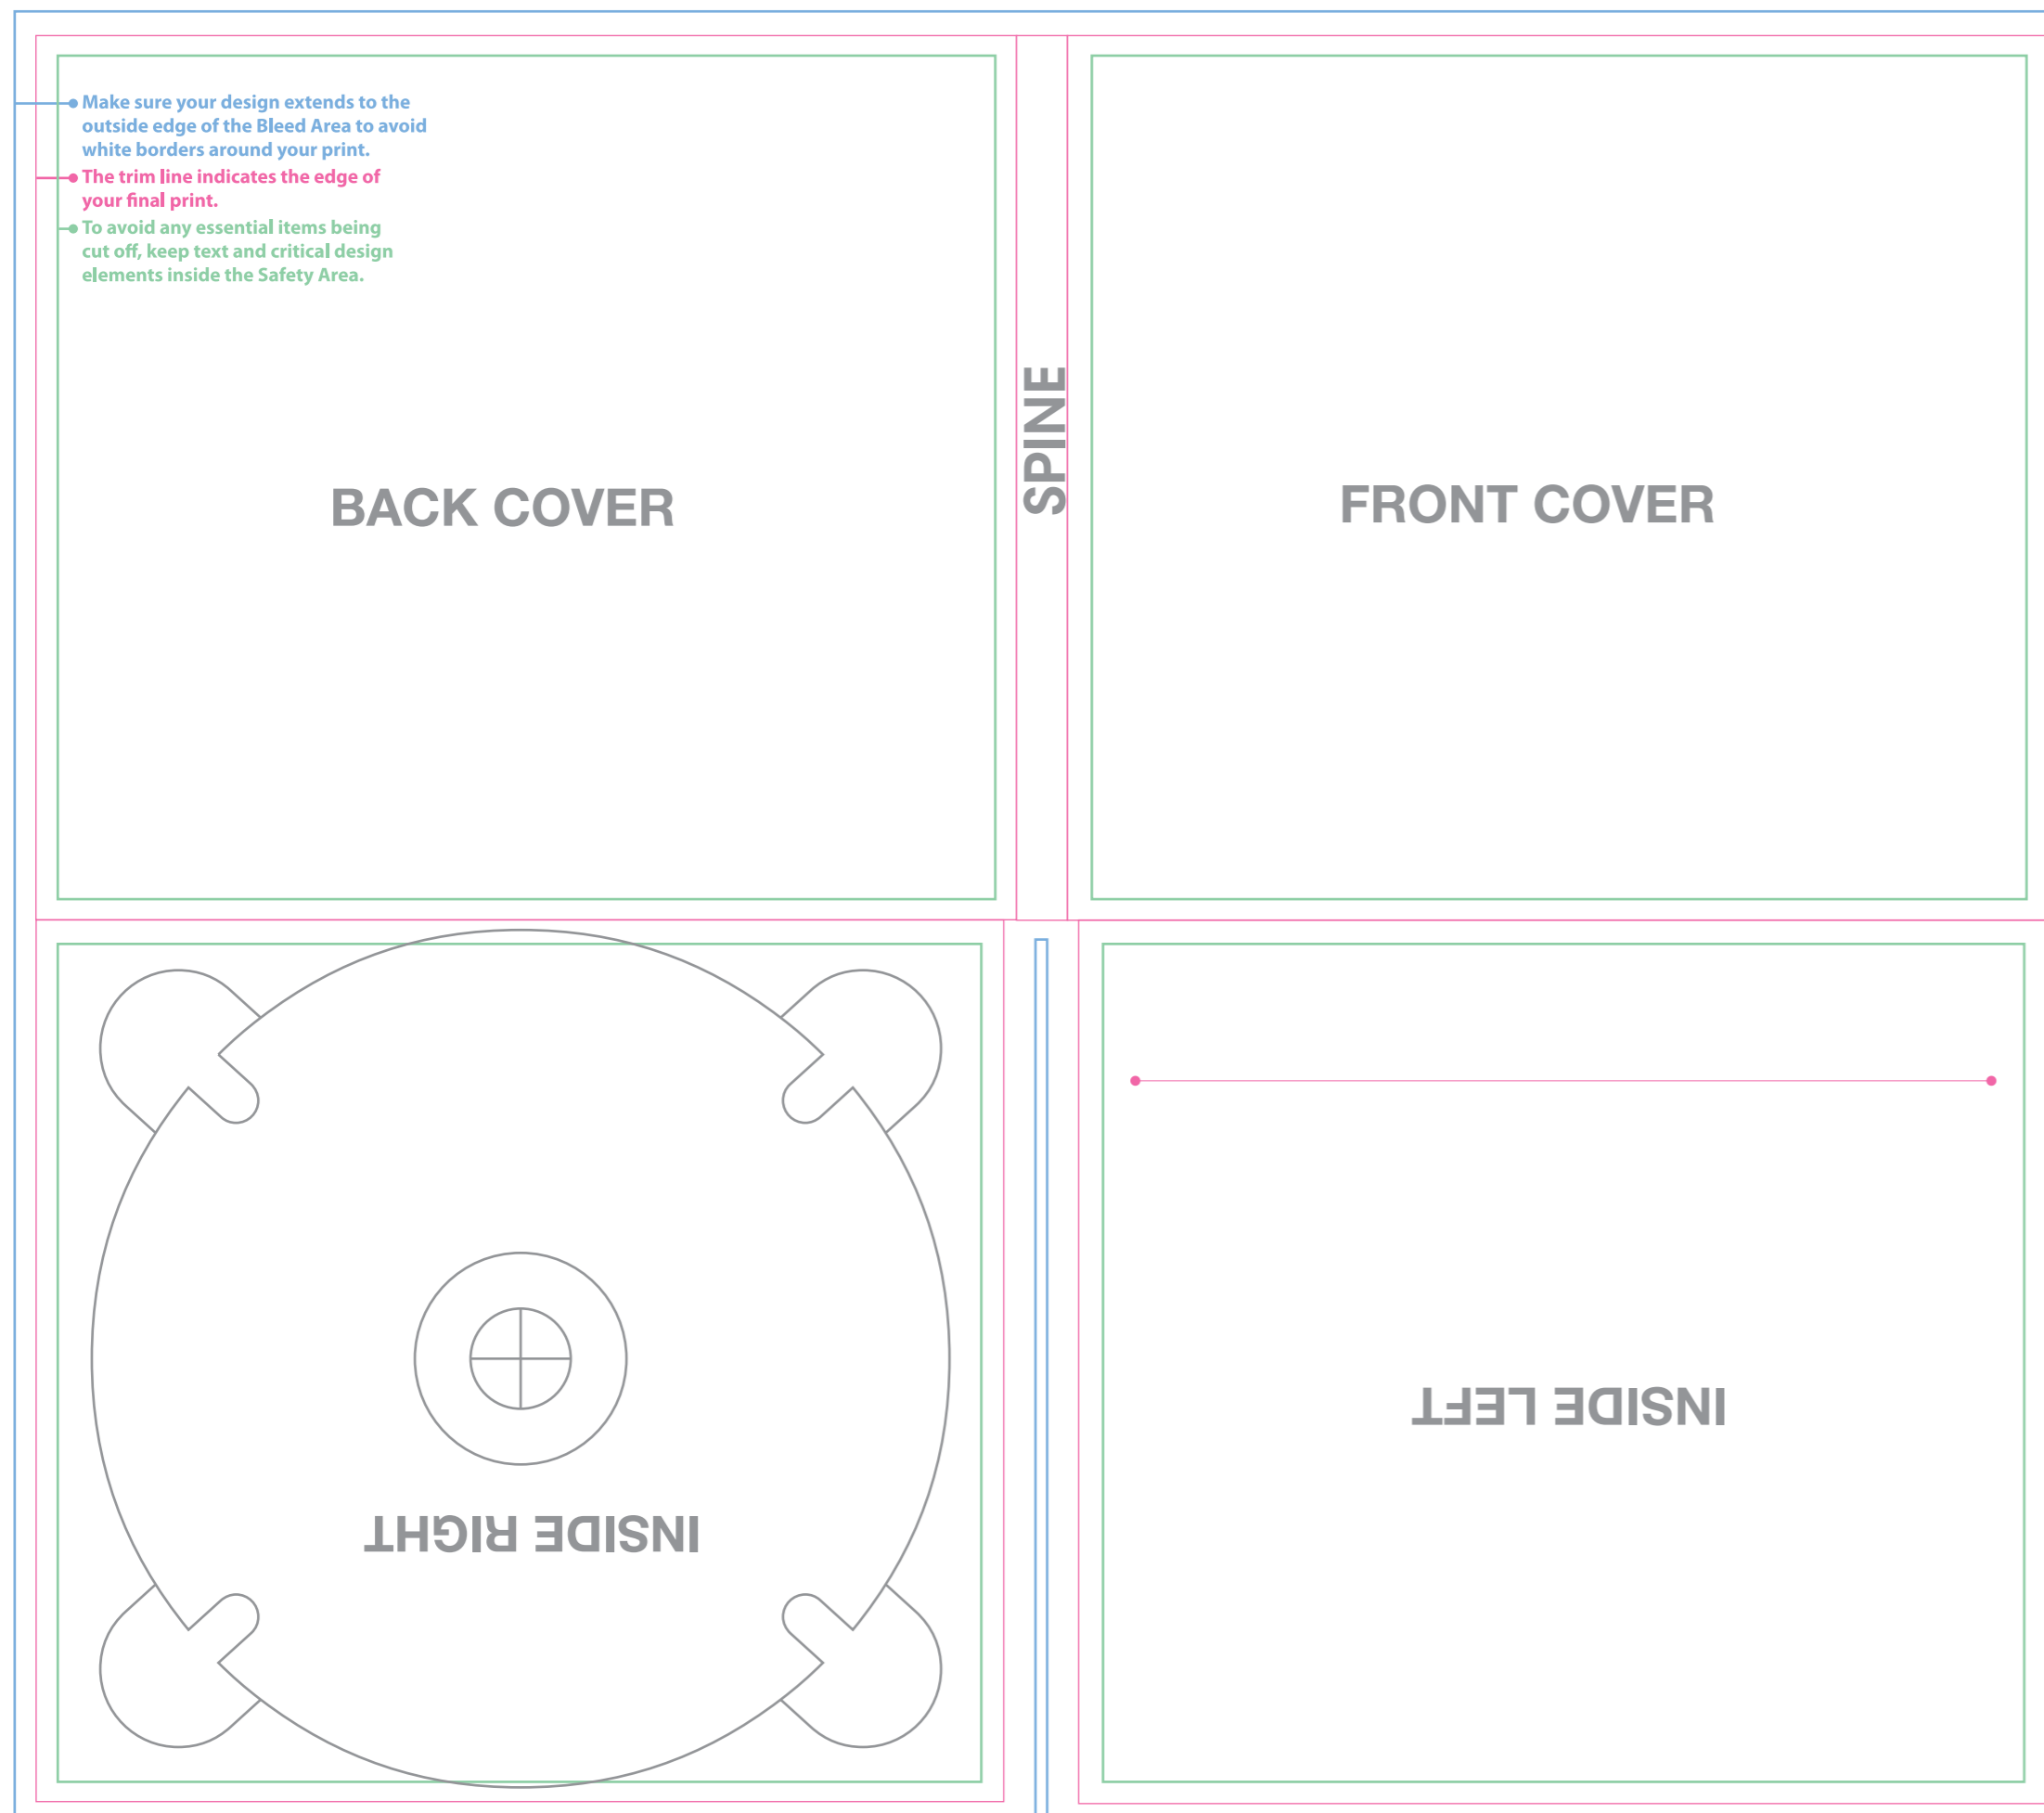 Make sure your design extends to the
outside edge of the Bleed Area to avoid
white borders around your print.
The trim line indicates the edge of
your final print.
To avoid any essential items being
cut off, keep text and critical design
elements inside the Safety Area.
BACK COVER
SPINE
FRONT COVER
INSIDE RIGHT
INSIDE LEFT